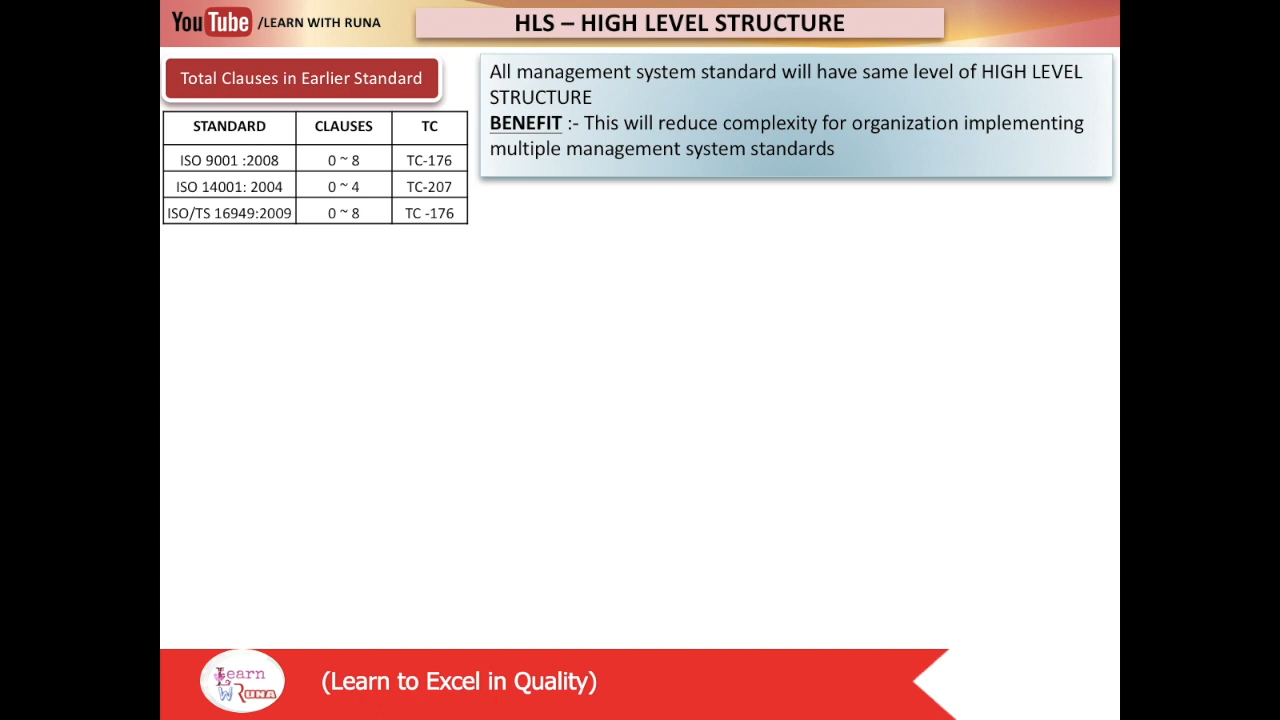 YouTube /LEARN WITH RUNA
HLS – HIGH LEVEL STRUCTURE
Total Clauses in Earlier Standard
STANDARD CLAUSES TC
ISO 9001 :2008 0 ~ 8 TC-176
ISO 14001: 2004 0 ~ 4 TC-207
ISO/TS 16949:2009 0 ~ 8 TC -176
All management system standard will have same level of HIGH LEVEL
STRUCTURE
BENEFIT :- This will reduce complexity for organization implementing
multiple management system standards
Learn
W RUNA
(Learn to Excel in Quality)